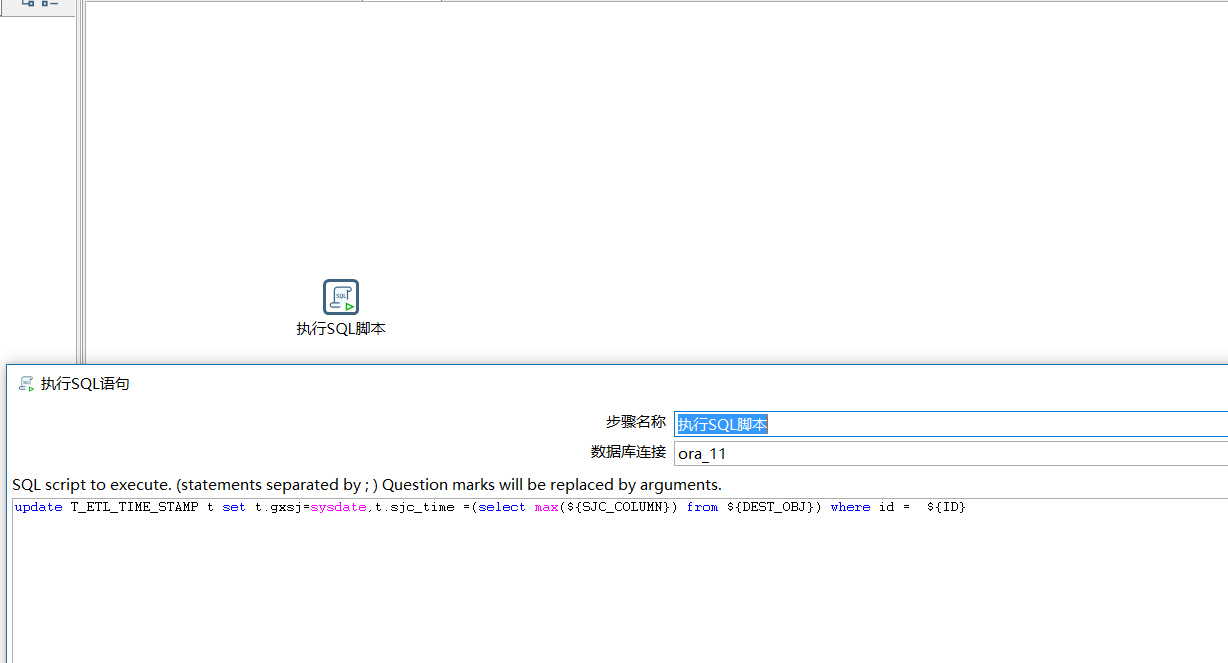 SQL
执行SQL脚本
执行SQL语句
步骤名称 执行SQL脚本
数据库连接 ora_11
SQL script to execute. (statements separated by ; ) Question marks will be replaced by arguments.
update T_ETL_TIME_STAMP t set t.gxsj=sysdate,t.sjc_time =(select max(${SJC_COLUMN}) from ${DEST_OBJ}) where id =  ${ID}